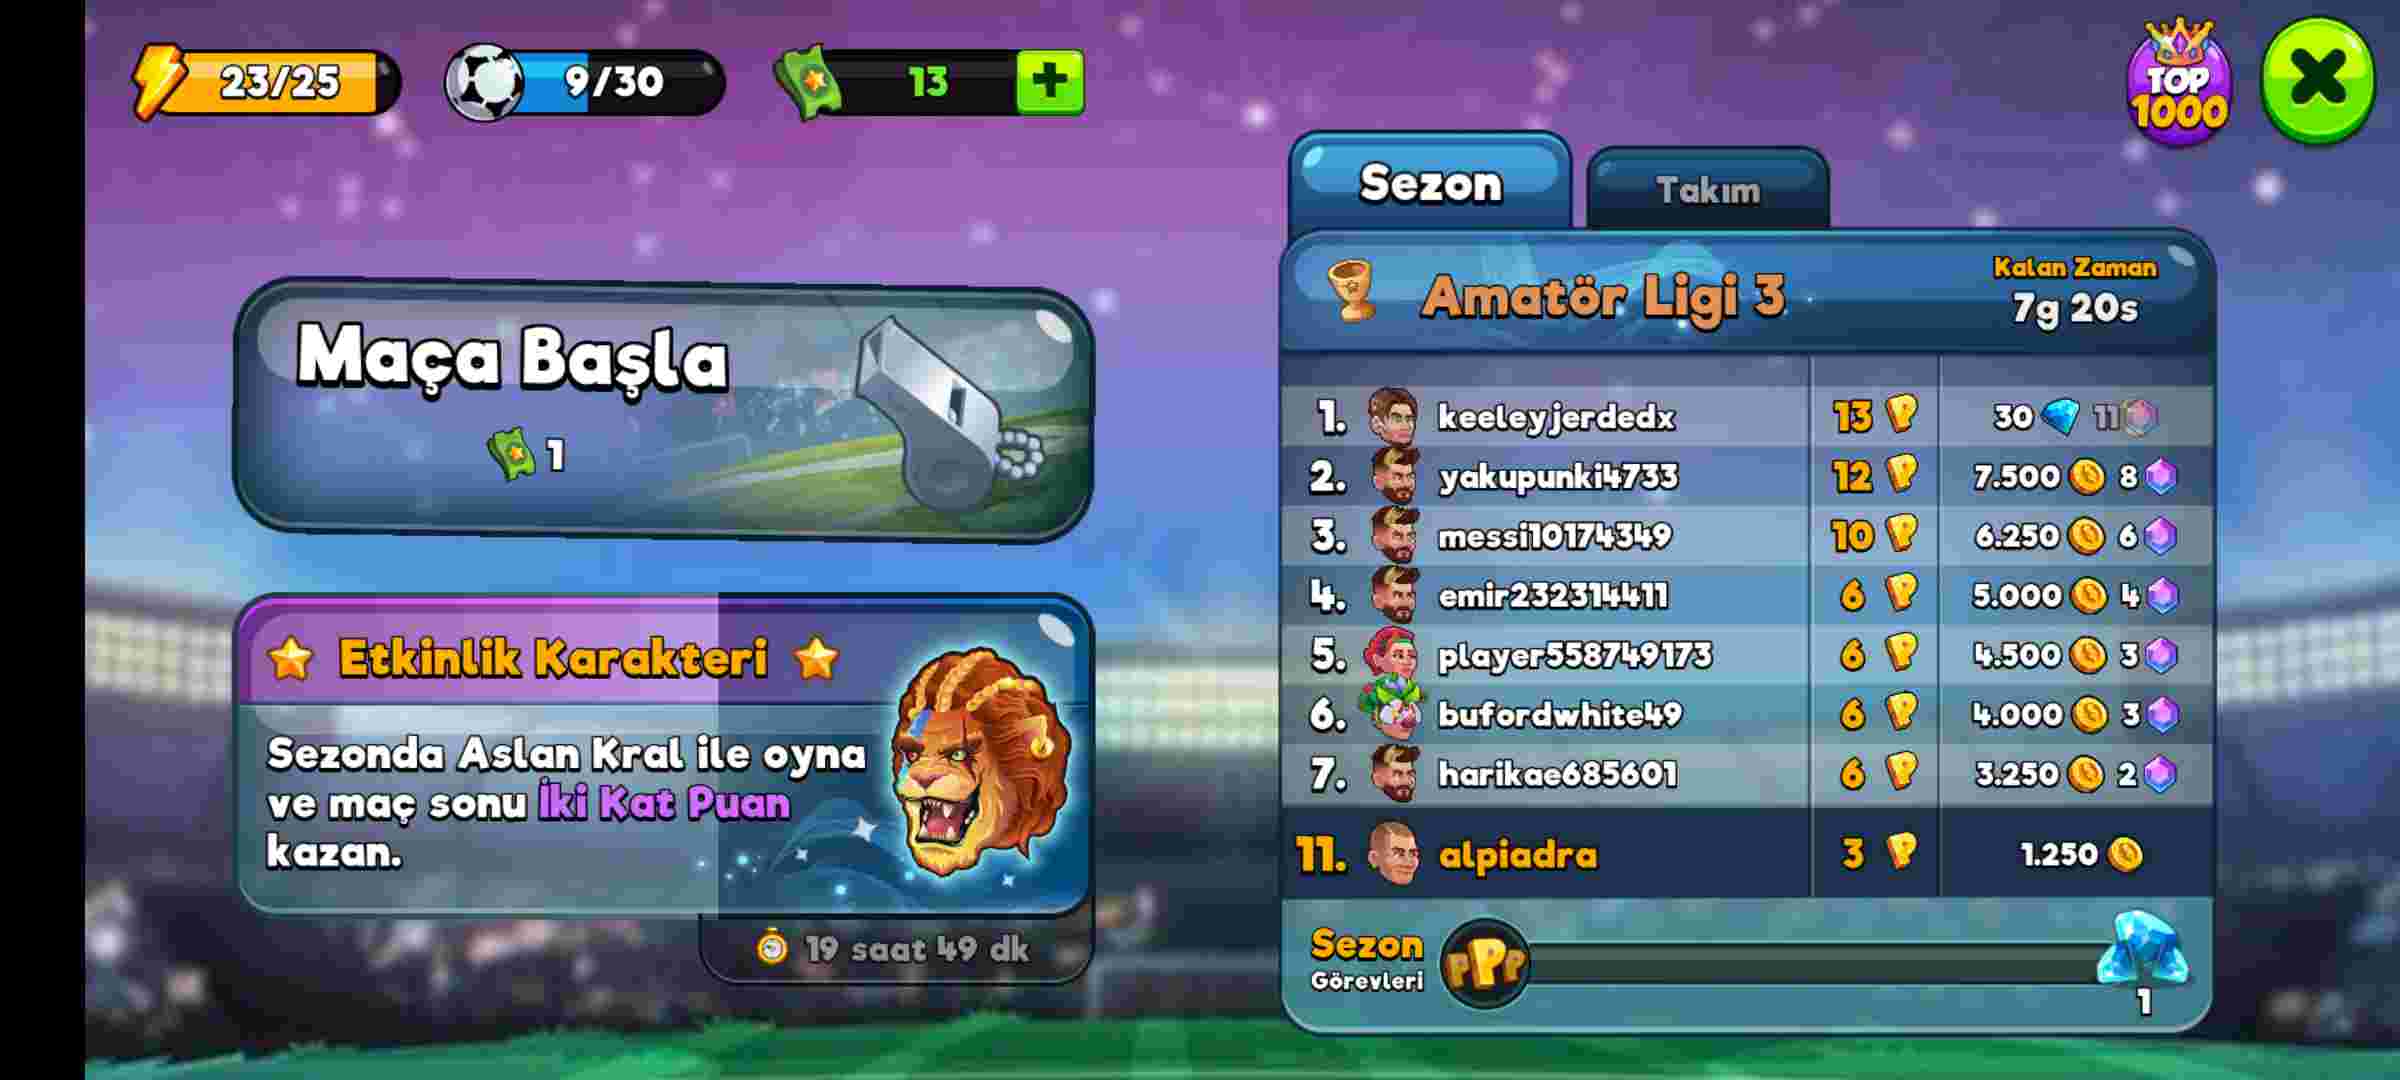 23/25
9/30
13
TOP
1000
Sezon
Takım
Maça Başla
1
Etkinlik Karakteri
Sezonda Aslan Kral ile oyna
ve maç sonu İki Kat Puan
kazan.
19 saat 49 dk
Amatör Ligi 3
Kalan Zaman
7g 20s
1. keeleyjerdedx 13 30 11
2. yakupunki4733 12 7.500 8
3. messi10174349 10 6.250 6
4. emir232314411 6 5.000 4
5. player558749173 6 4.500 3
6. bufordwhite49 6 4.000 3
7. harikae685601 6 3.250 2
11. alpiadra 3 1.250
Sezon
Görevleri
PPP
1